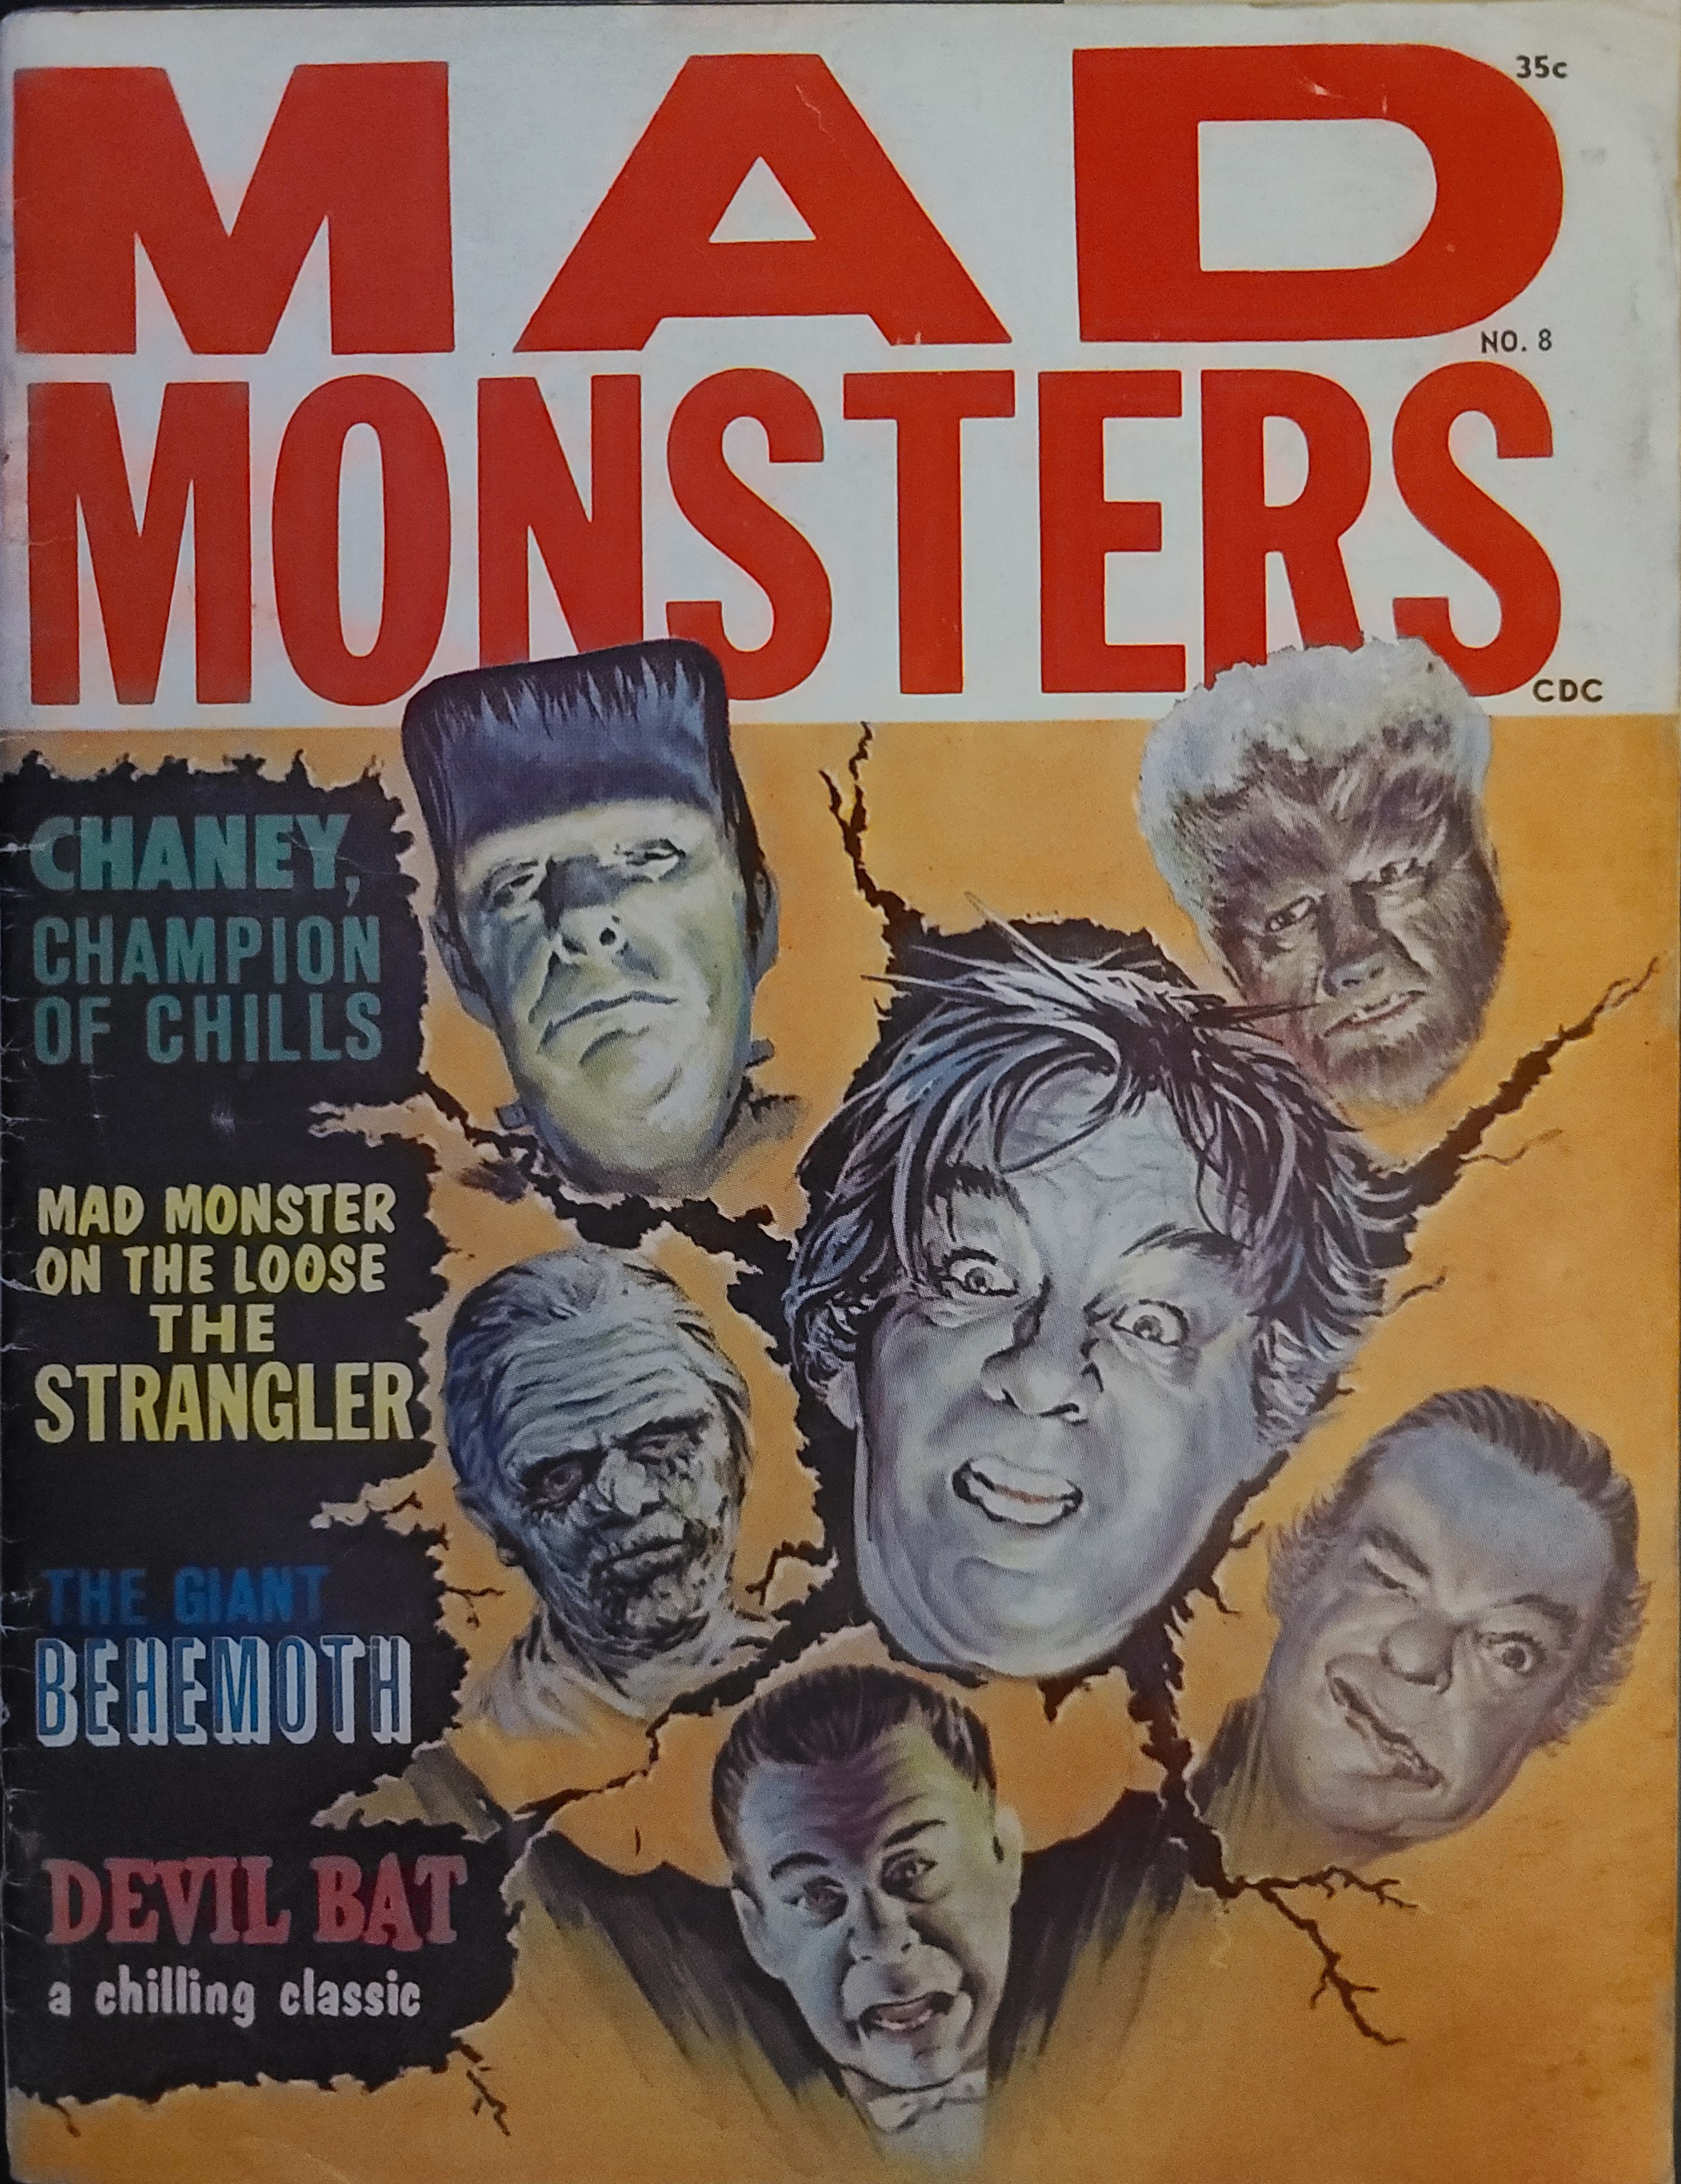 MAD
35c
NO. 8
MONSTERS
CDC
CHANEY,
CHAMPION
OF CHILLS
MAD MONSTER
ON THE LOOSE
THE
STRANGLER
THE GIANT
BEHEMOTH
DEVIL BAT
a chilling classic